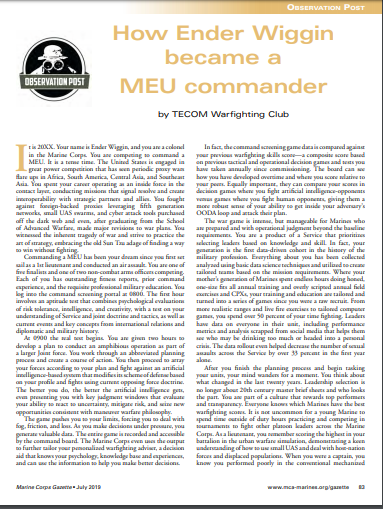 OBSERVATION POST
OBSERVATION POST
How Ender Wiggin
became a
MEU commander
by TECOM Warfighting Club
It is 20XX. Your name is Ender Wiggin, and you are a colonel
in the Marine Corps. You are competing to command a
MEU. It is a tense time. The United States is engaged in
great power competition that has seen periodic proxy wars
flare ups in Africa, South America, Central Asia, and Southeast
Asia. You spent your career operating as an inside force in the
contact layer, conducting missions that signal resolve and create
interoperability with strategic partners and allies. You fought
against foreign-backed proxies leveraging fifth generation
networks, small UAS swarms, and cyber attack tools purchased
off the dark web and even, after graduating from the School
of Advanced Warfare, made major revisions to war plans. You
witnessed the changing character of war and strive to practice the art of
strategy, embracing the old Sun Tzu adage of finding a way
to win without fighting.
Commanding a MEU has been your dream since you first set
sail as a 1st lieutenant and conducted an air assault. You are one of
five finalists and one of two non-combat arms officers competing.
Each of you has outstanding fitness reports, prior command
experience, and the requisite professional military education. You
log into the command screening portal at 0800. The first hour
involves an aptitude test that combines psychological evaluations
of risk tolerance, intelligence, and creativity, with a test on your
understanding of Service and joint doctrine and tactics, as well as
current events and key concepts from international relations and
diplomatic and military history.
At 0900 the real test begins. You are given two hours to
develop a plan to conduct an amphibious operation as part of
a larger Joint force. You work through an abbreviated planning
process and create a course of action. You then proceed to array
your forces according to your plan and fight against an artificial
intelligence-based system that modifies its scheme of defense based
on your profile and fights using current opposing force doctrine.
The better you do, the better the artificial intelligence gets,
even presenting you with key judgment windows that evaluate
your ability to react to uncertainty, mitigate risk, and seize new
opportunities consistent with maneuver warfare philosophy.
The game pushes you to your limits, forcing you to deal with
fog, friction, and loss. As you make decisions under pressure, you
generate valuable data. The entire game is recorded and accessible
by the command board. The Marine Corps even uses the output
to further tailor your personalized warfighting adviser, a decision
aid that knows your psychology, knowledge base and experiences,
and can use the information to help you make better decisions.
In fact, the command screening game data is compared against
your previous warfighting skills score—a composite score based
on previous tactical and operational decision games and tests you
have taken annually since commissioning. The board can see
how you have developed overtime and where you score relative to
your peers. Equally important, they can compare your scores in
decision games where you fight artificial intelligence-opponents
versus games where you fight human opponents, giving them a
more robust sense of your ability to get inside your adversary's
OODA loop and attack their plan.
The war game is intense, but manageable for Marines who
are prepared and with operational judgment beyond the baseline
requirements. You are a product of a Service that prioritizes
selecting leaders based on knowledge and skill. In fact, your
generation is the first data-driven cohort in the history of the
military profession. Everything about you has been collected
analyzed using basic data science techniques and utilized to create
tailored teams based on the mission requirements. Where your
mother's generation of Marines spent endless hours doing boxed,
one-size fits all annual training and overly scripted annual field
exercises and CPXs, your training and education are tailored and
turned into a series of games since you were a raw recruit. From
more realistic ranges and live fire exercises to tailored computer
games, you spend over 50 percent of your time fighting. Leaders
have data on everyone in their unit, including performance
metrics and analysis scrapped from social media that helps them
see who may be drinking too much or headed into a personal
crisis. The data collection even helped decrease the number of sexual
assaults across the Service by over 35 percent in the first year
alone.
After you finish the planning process and begin tasking
your units, your mind wanders for a moment. You think about
what changed in the last twenty years. Leadership selection is
no longer about 20th century master brief sheets and who looks
the part. You are part of a culture that rewards top performers
and transparency. Everyone knows which Marines have the best
warfighting scores. It is not uncommon for a young Marine to
spend time outside of duty hours practicing and competing in
tournaments to fight other platoon leaders across the Marine
Corps. As a lieutenant, you remember scoring the highest in your
battalion in the urban warfare simulation, demonstrating a keen
understanding of how to use small UAS and deal with host-nation
forces and displaced populations. When you were a captain, you
know you performed poorly in the conventional mechanized
Marine Corps Gazette • July 2019
www.mca-marines.org/gazette 83